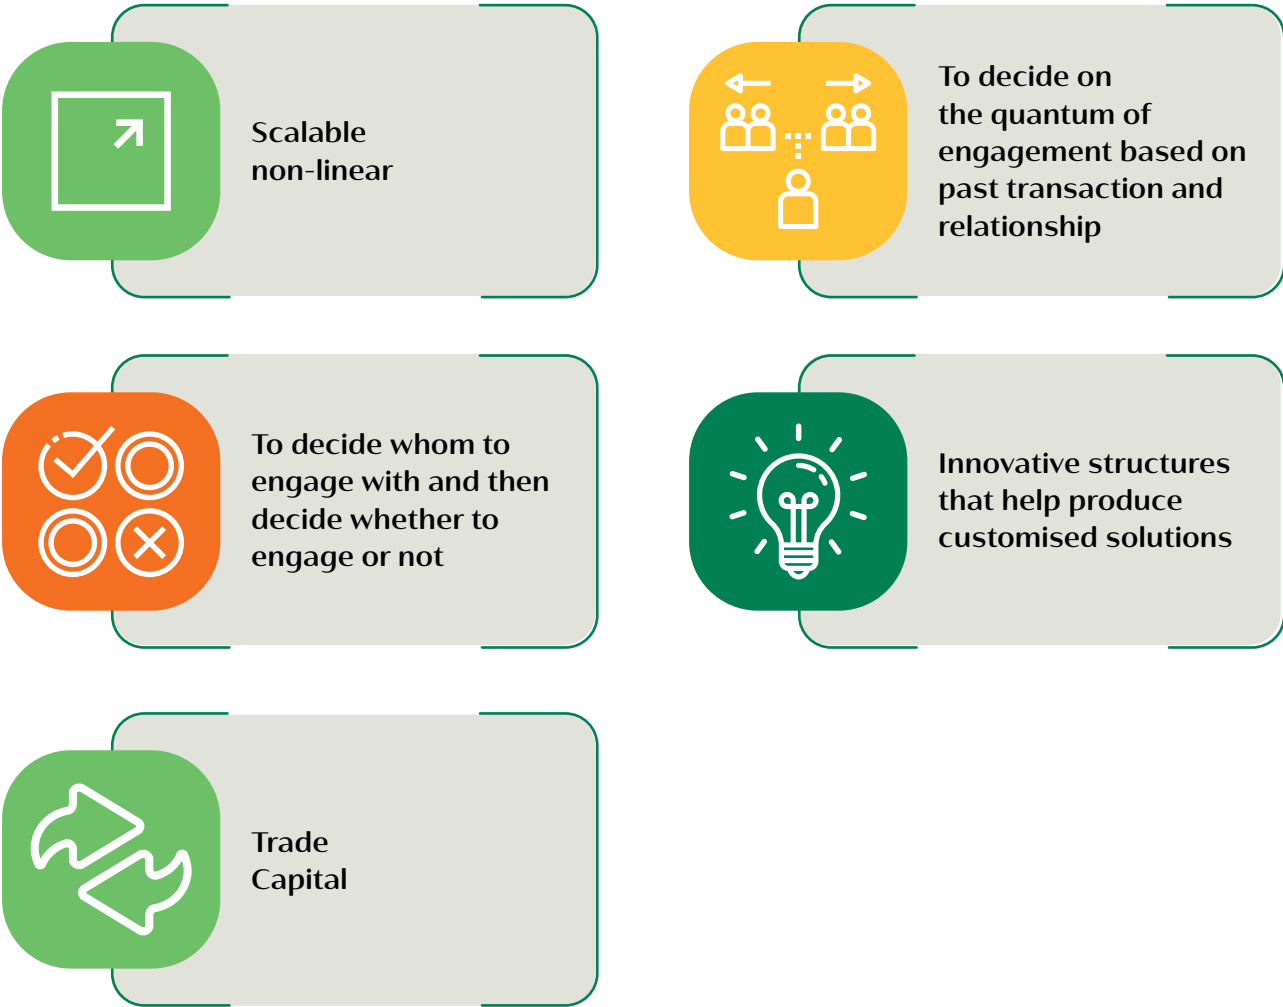 Scalable
non-linear
To decide on
the quantum of
engagement based on
past transaction and
relationship
To decide whom to
engage with and then
decide whether to
engage or not
Innovative structures
that help produce
customised solutions
Trade
Capital